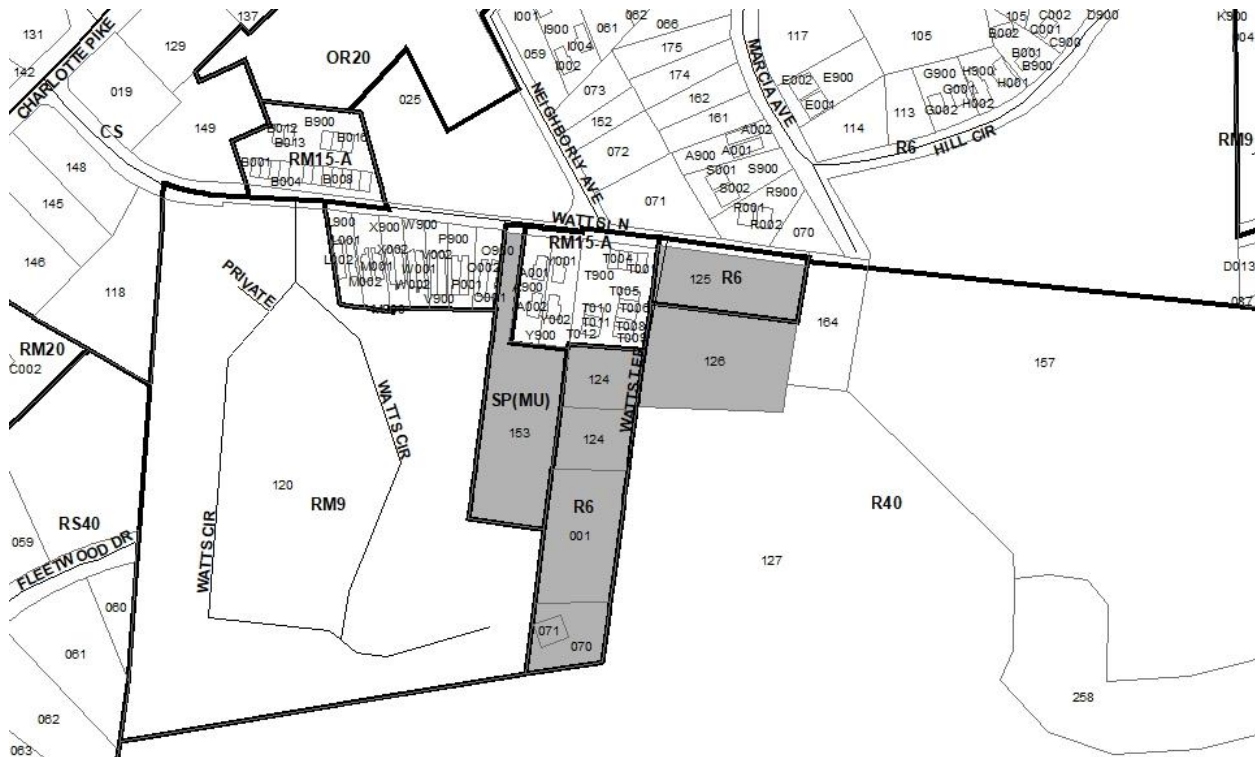 131
142
CHARLOTTE PIKE
019
129
137
149
CS
148
145
146
118
OR20
025
B900
B012
B013
B016
RM15-A
B001
B004
B008
I001
I900
I004
I002
059
061
062
066
175
174
073
162
152
161
072
071
NEIGHBORLY AVE
MARCIA AVE
117
E002
E900
E001
105
114
113
G900
G001
G002
H900
H001
H002
R6
HILL CIR
105
C002
C001
D900
B002
B001
C900
B900
K900
RM9
D013
087
A002
A001
A900
S001
S900
S002
R900
R001
R002
070
WATTS LN
RM15-A
L001
L002
X900
W900
X002
V002
P900
O002
M001
W001
M002
W002
P001
O001
V900
A001
A002
Y001
Y002
Y900
T004
T001
T900
T005
T010
T006
T011
T008
T012
T009
125
R6
164
126
157
WATTS TER
124
124
SP(MU)
153
R6
001
071
070
PRIVATE
WATTS CIR
WATTS CIR
120
RM9
RM20
C002
RS40
059
FLEETWOOD DR
060
061
062
063
R40
127
258